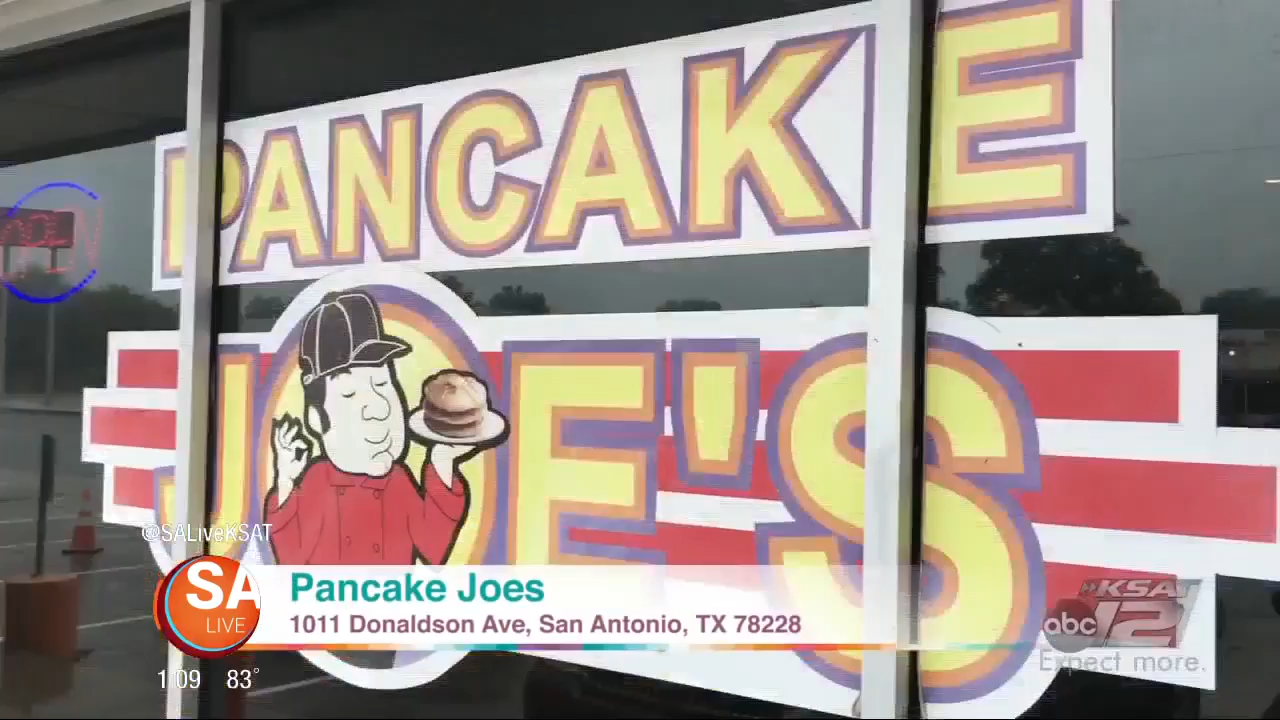 PANCAKE
OPEN
JOE'S
@SALiveKSAT
SA
LIVE
Pancake Joes
1011 Donaldson Ave, San Antonio, TX 78228
1:09 83°
KSAT
abc 12
Expect more.